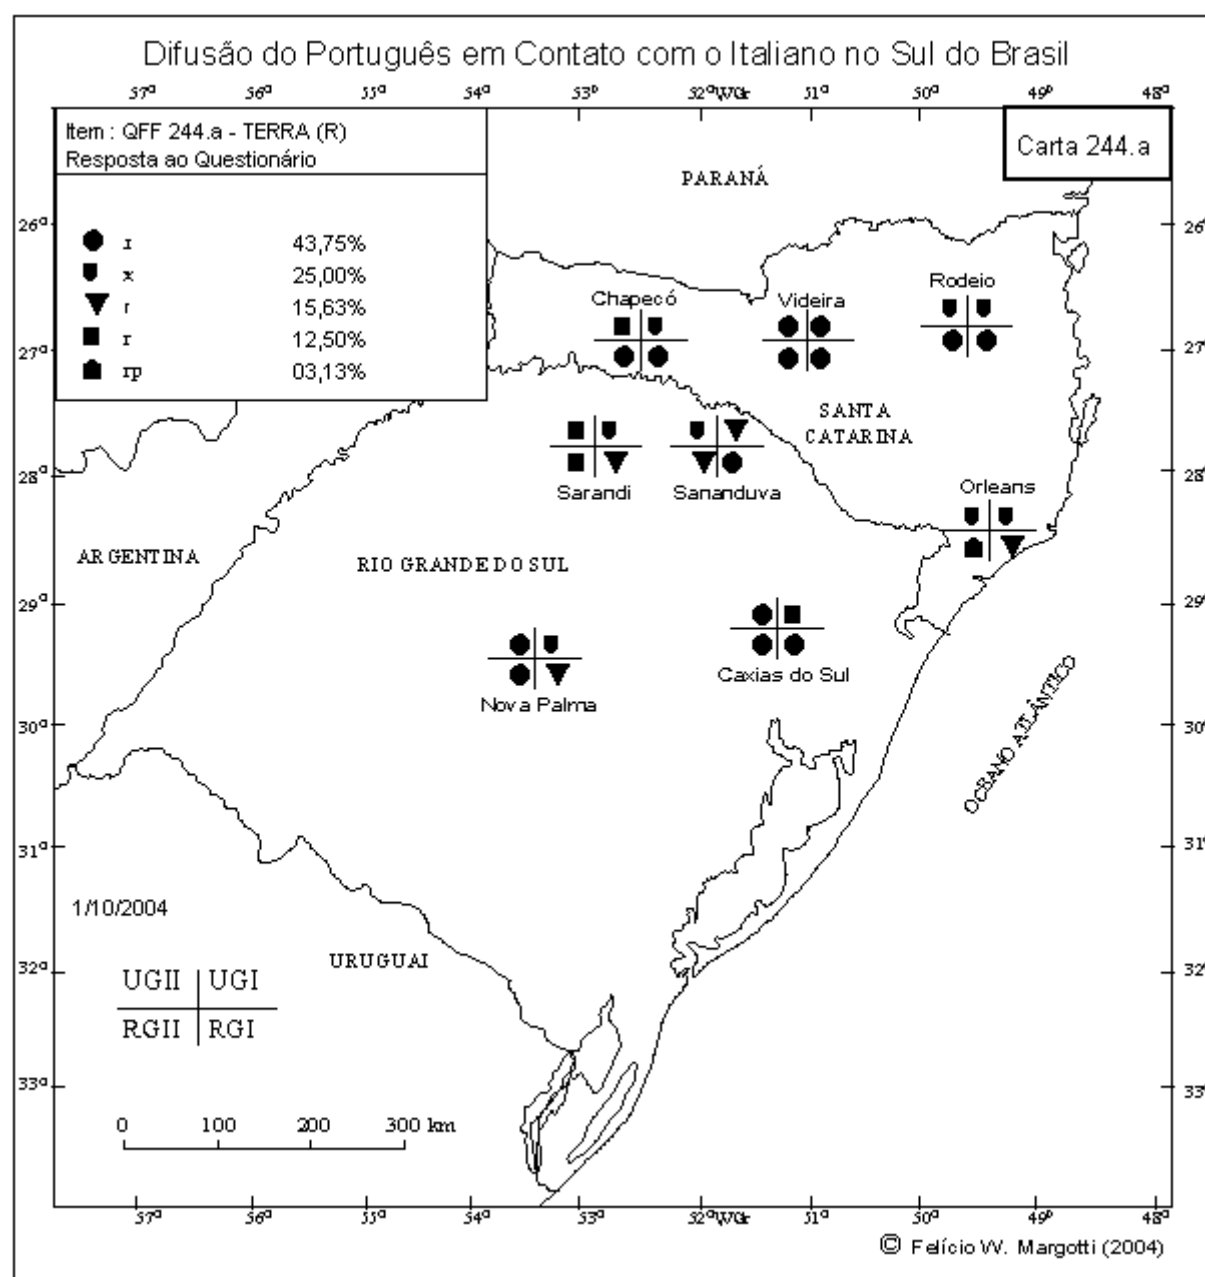 Difusão do Português em Contato com o Italiano no Sul do Brasil
57º 56º 55º 54º 53º 52ºWGr 51º 50º 49º 48º
Item : QFF 244.a - TERRA (R)
Resposta ao Questionário
ɾ 43,75%
x 25,00%
r 15,63%
r 12,50%
rp 03,13%
Carta 244.a
PARANÁ
26º 26º
Rodeio
Chapecó Videira
27º 27º
SANTA
CATARINA
28º 28º
Sarandi Sananduva
Orleans
ARGENTINA
RIO GRANDE DO SUL
29º 29º
Caxias do Sul
Nova Palma
30º 30º
OCEANO ATLÂNTICO
31º 31º
1/10/2004
URUGUAI
32º 32º
UGII UGI
RGII RGI
33º 33º
0 100 200 300 km
57º 56º 55º 54º 53º 52ºWGr 51º 50º 49º 48º
© Felício W. Margotti (2004)